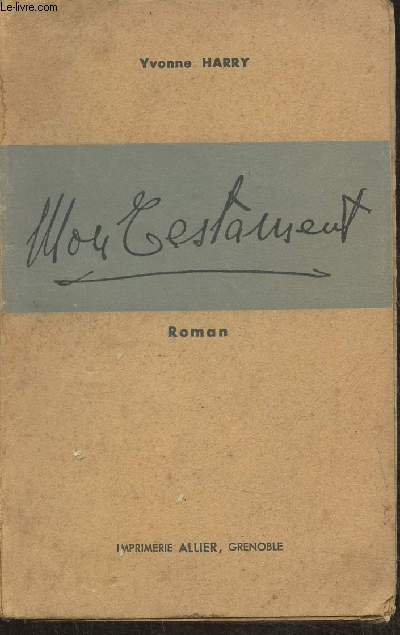 Le-livre.com
Yvonne HARRY
Mon Testament
Roman
IMPRIMERIE ALLIER, GRENOBLE